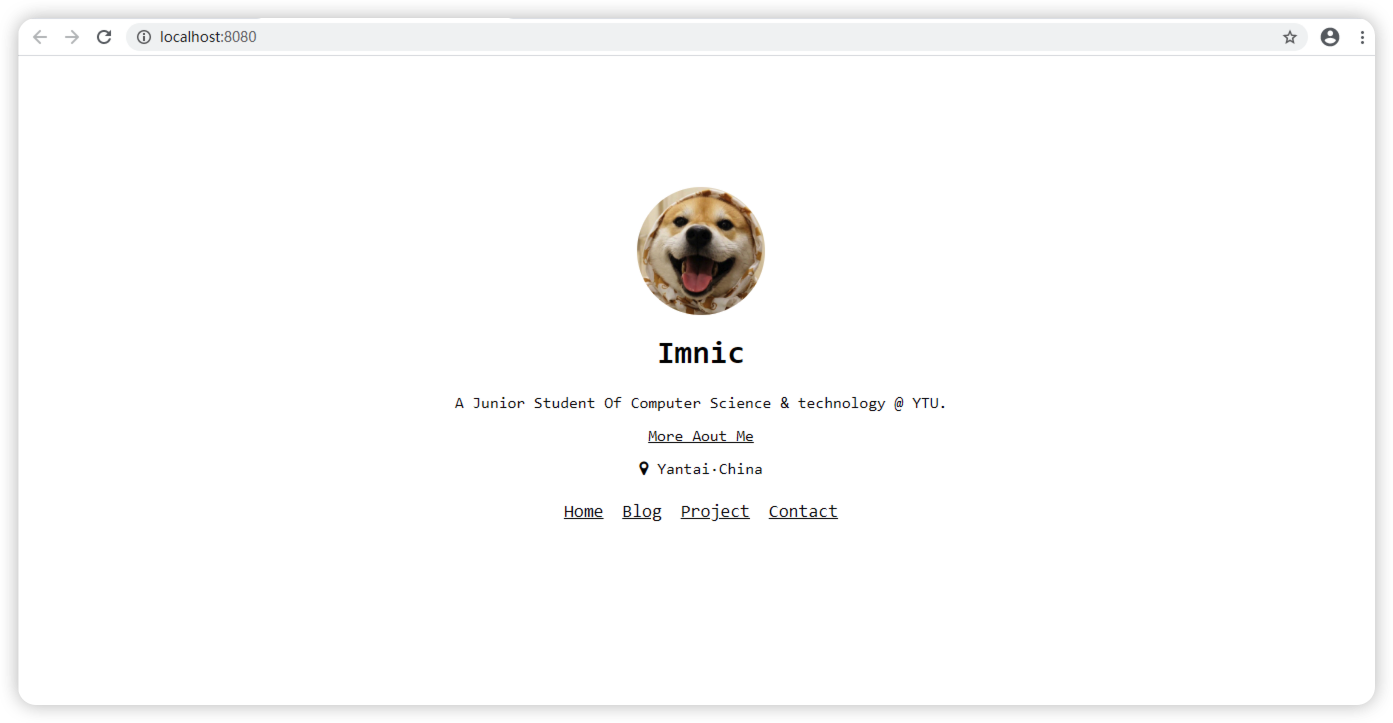 localhost:8080
Imnic
A Junior Student Of Computer Science & technology @ YTU.
More Aout Me
Yantai·China
Home Blog Project Contact